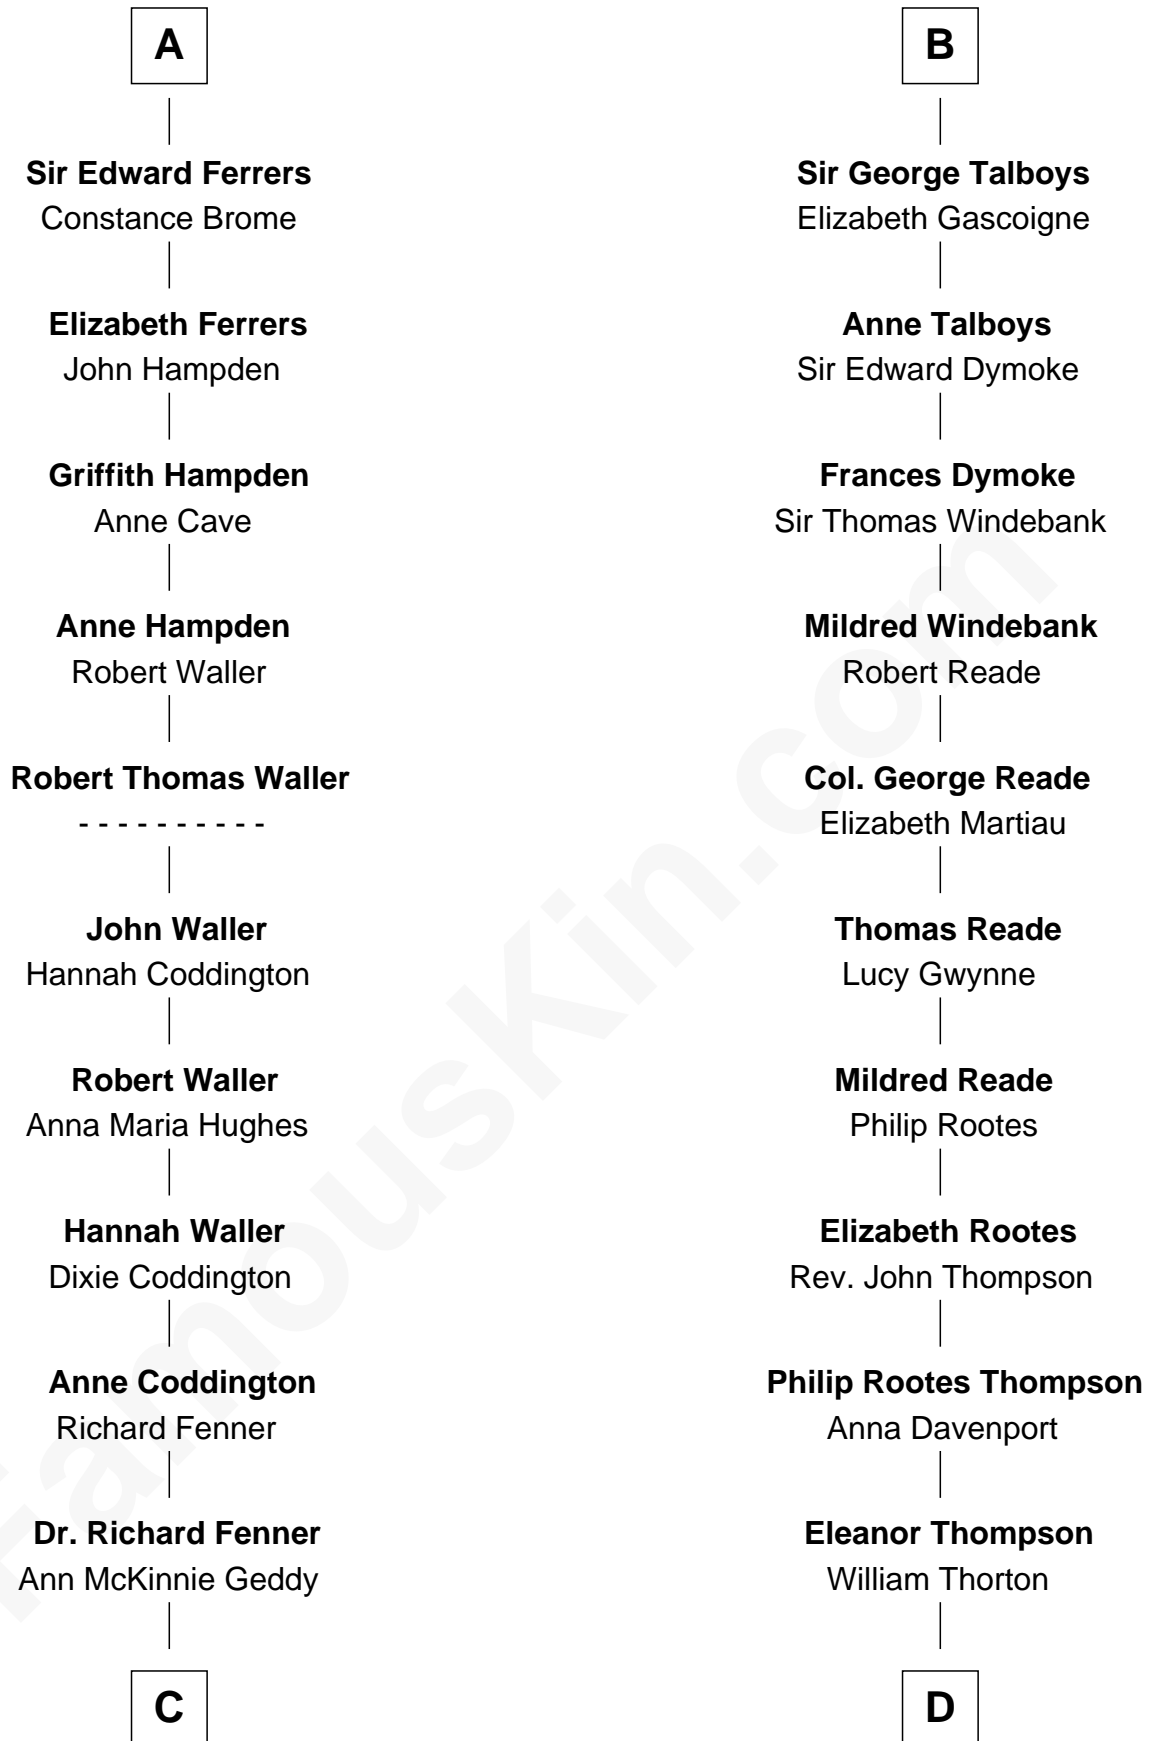 A
Sir Edward Ferrers
Constance Brome
Elizabeth Ferrers
John Hampden
Griffith Hampden
Anne Cave
Anne Hampden
Robert Waller
Robert Thomas Waller
- - - - - - - - - -
John Waller
Hannah Coddington
Robert Waller
Anna Maria Hughes
Hannah Waller
Dixie Coddington
Anne Coddington
Richard Fenner
Dr. Richard Fenner
Ann McKinnie Geddy
C
B
Sir George Talboys
Elizabeth Gascoigne
Anne Talboys
Sir Edward Dymoke
Frances Dymoke
Sir Thomas Windebank
Mildred Windebank
Robert Reade
Col. George Reade
Elizabeth Martiau
Thomas Reade
Lucy Gwynne
Mildred Reade
Philip Rootes
Elizabeth Rootes
Rev. John Thompson
Philip Rootes Thompson
Anna Davenport
Eleanor Thompson
William Thorton
D
FamousKin.com